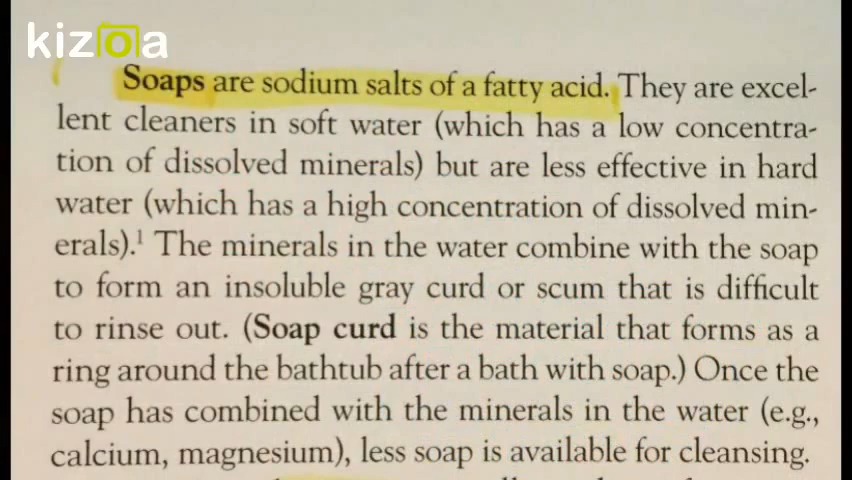 kizoa
Soaps are sodium salts of a fatty acid. They are excel-
lent cleaners in soft water (which has a low concentra-
tion of dissolved minerals) but are less effective in hard
water (which has a high concentration of dissolved min-
erals).¹ The minerals in the water combine with the soap
to form an insoluble gray curd or scum that is difficult
to rinse out. (Soap curd is the material that forms as a
ring around the bathtub after a bath with soap.) Once the
soap has combined with the minerals in the water (e.g.,
calcium, magnesium), less soap is available for cleansing.